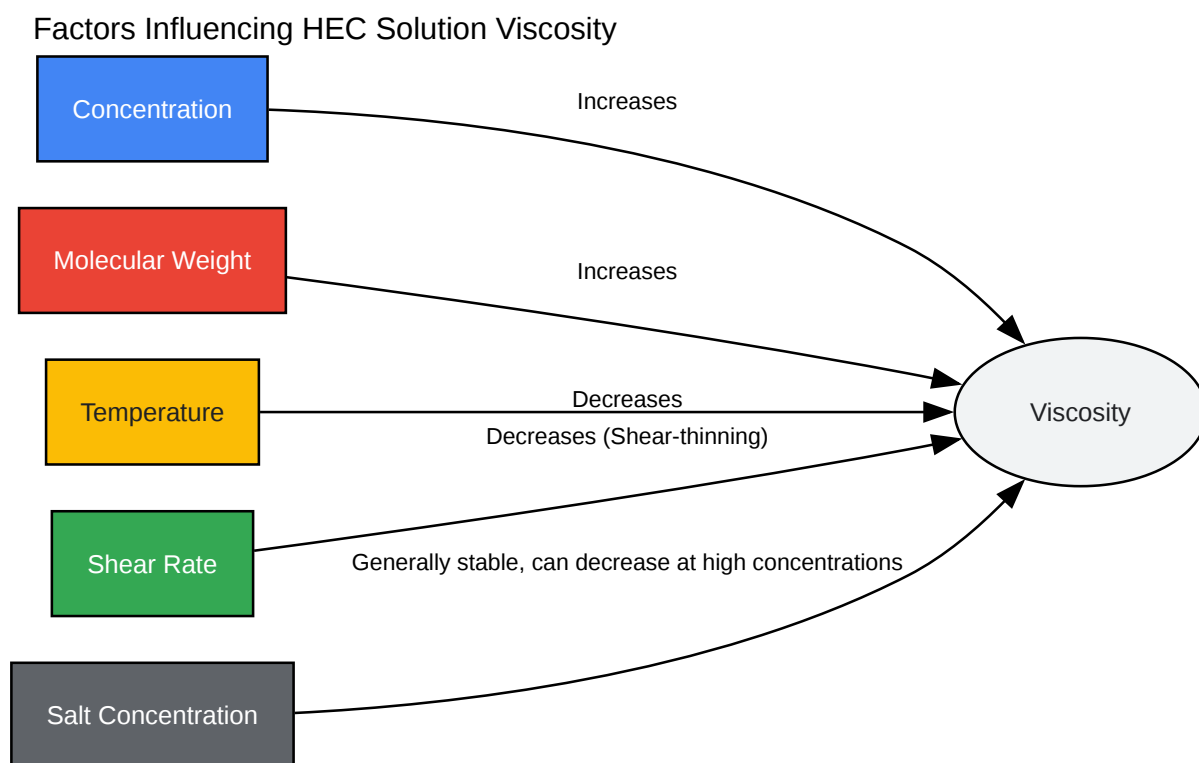 Factors Influencing HEC Solution Viscosity
Concentration
Increases
Molecular Weight
Increases
Temperature
Decreases
Viscosity
Decreases (Shear-thinning)
Shear Rate
Generally stable, can decrease at high concentrations
Salt Concentration